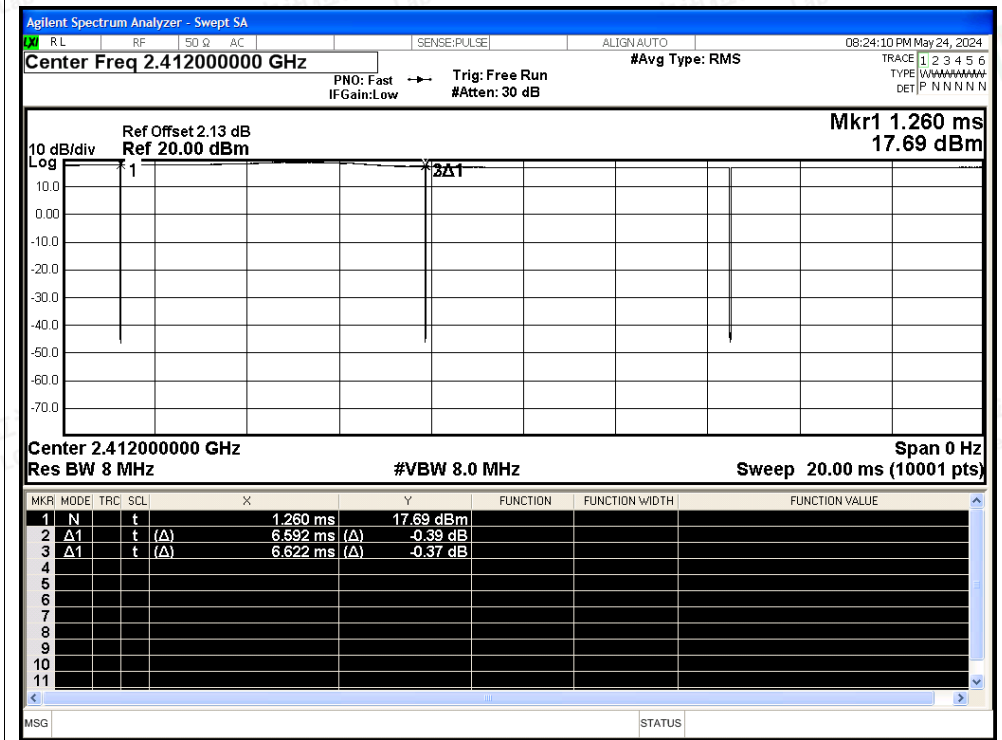 Agilent Spectrum Analyzer - Swept SA
LXI RL RF 50 Ω AC SENSE:PULSE ALIGN AUTO 08:24:10 PM May 24, 2024
Center Freq 2.412000000 GHz
PNO: Fast
IFGain:Low
Trig: Free Run
#Atten: 30 dB
#Avg Type: RMS
TRACE 1 2 3 4 5 6
TYPE WWWWWW
DET P N N N N N
Mkr1 1.260 ms
17.69 dBm
Ref Offset 2.13 dB
10 dB/div Ref 20.00 dBm
Log
1
3Δ1
10.0
0.00
-10.0
-20.0
-30.0
-40.0
-50.0
-60.0
-70.0
Center 2.412000000 GHz Span 0 Hz
Res BW 8 MHz #VBW 8.0 MHz Sweep 20.00 ms (10001 pts)
MKR MODE TRC SCL X Y FUNCTION FUNCTION WIDTH FUNCTION VALUE
1 N t 1.260 ms 17.69 dBm
2 Δ1 t (Δ) 6.592 ms (Δ) -0.39 dB
3 Δ1 t (Δ) 6.622 ms (Δ) -0.37 dB
4
5
6
7
8
9
10
11
MSG STATUS